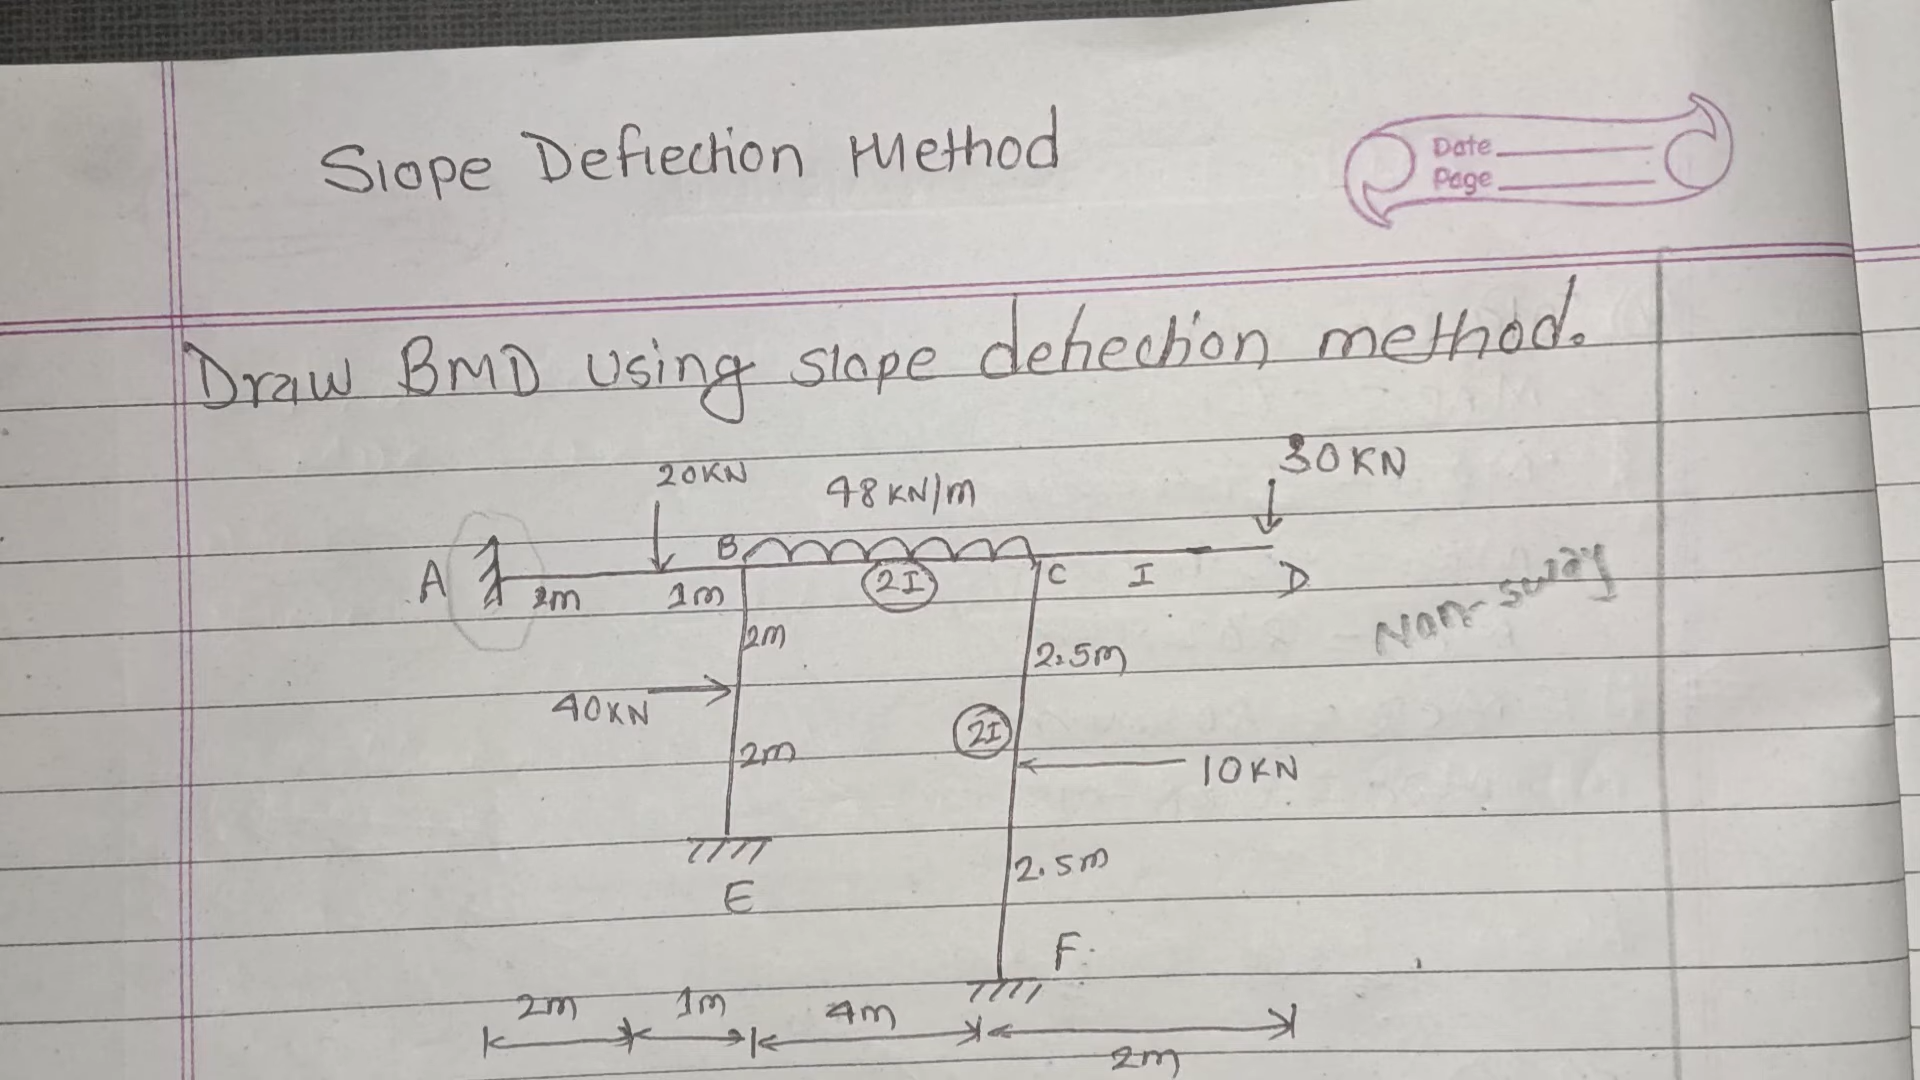 Slope Deflection Method
Date
Page
Draw BMD Using slope deflection method.
20KN
48 KN/m
30KN
A
2m
1m
B
2I
C
I
D
Non-sway
2m
2.5m
40KN
2m
2I
10KN
2.5m
E
F.
2m
1m
4m
2m